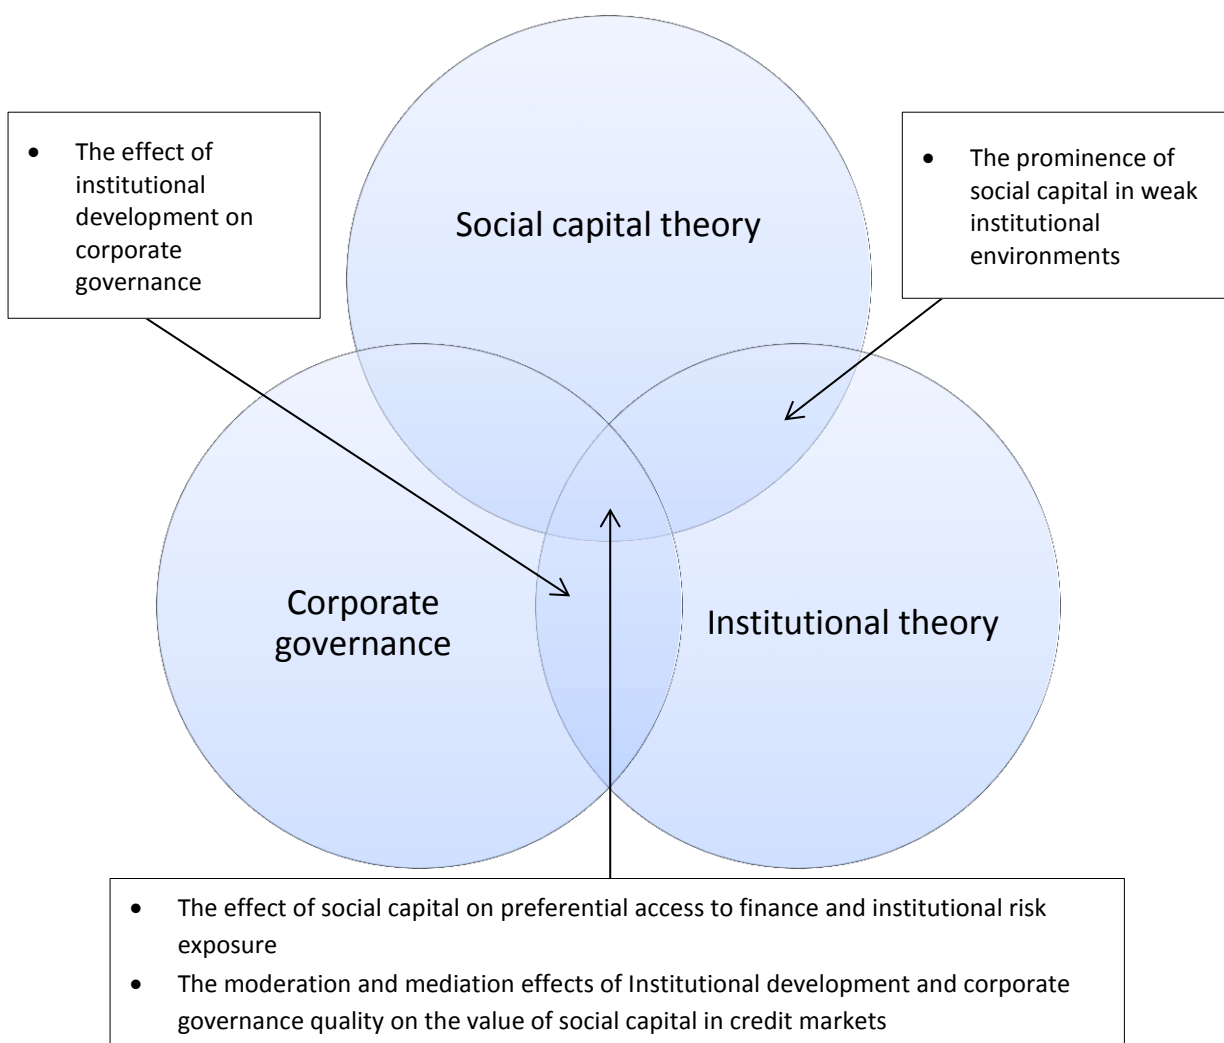 • The effect of
institutional
development on
corporate
governance
Social capital theory
• The prominence of
social capital in weak
institutional
environments
Corporate
governance
Institutional theory
• The effect of social capital on preferential access to finance and institutional risk
exposure
• The moderation and mediation effects of Institutional development and corporate
governance quality on the value of social capital in credit markets